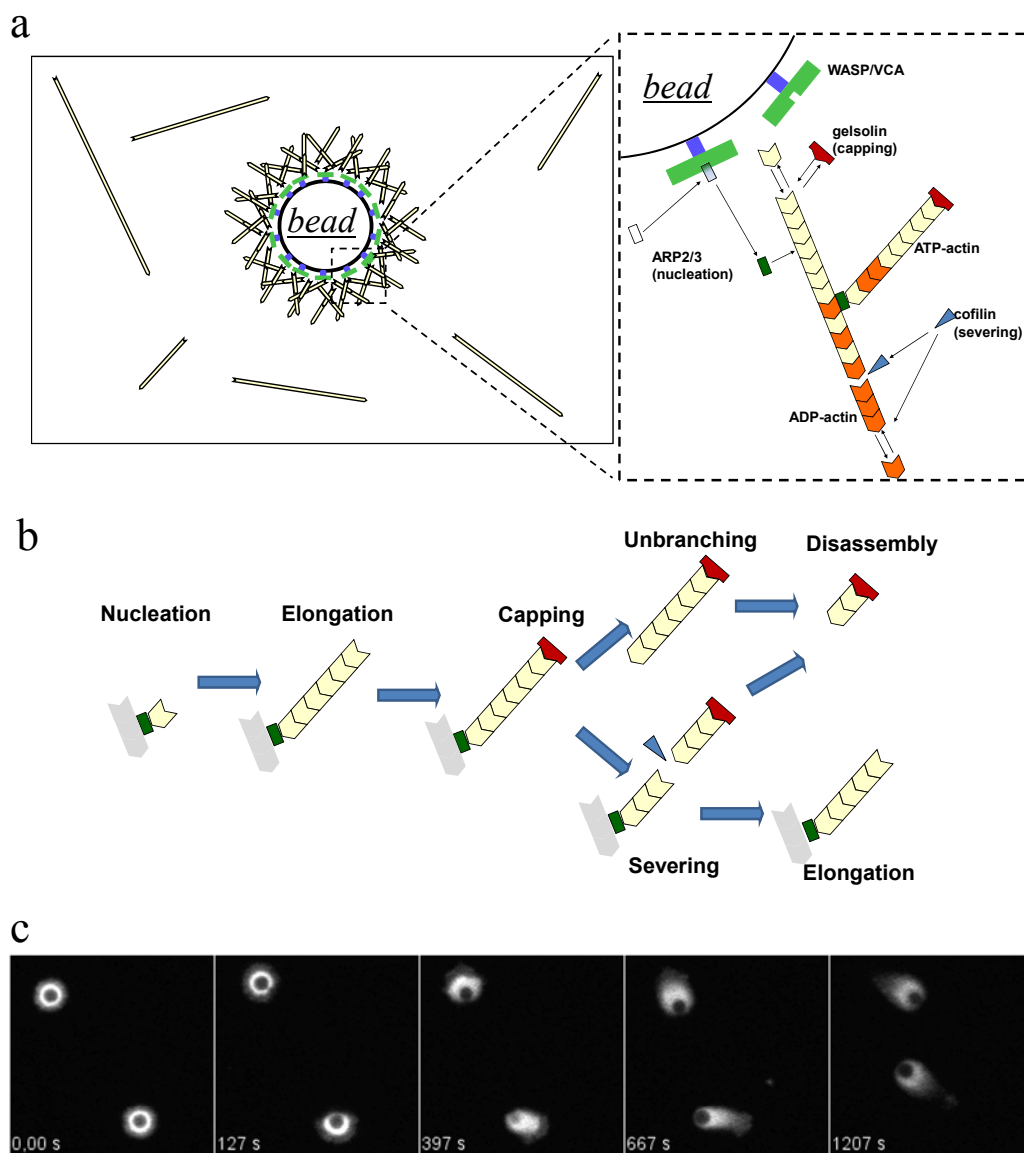 a
bead
bead
WASP/VCA
gelsolin
(capping)
ARP2/3
(nucleation)
ATP-actin
cofilin
(severing)
ADP-actin
b
Unbranching
Disassembly
Nucleation
Elongation
Capping
Severing
Elongation
c
0,00 s
127 s
397 s
667 s
1207 s